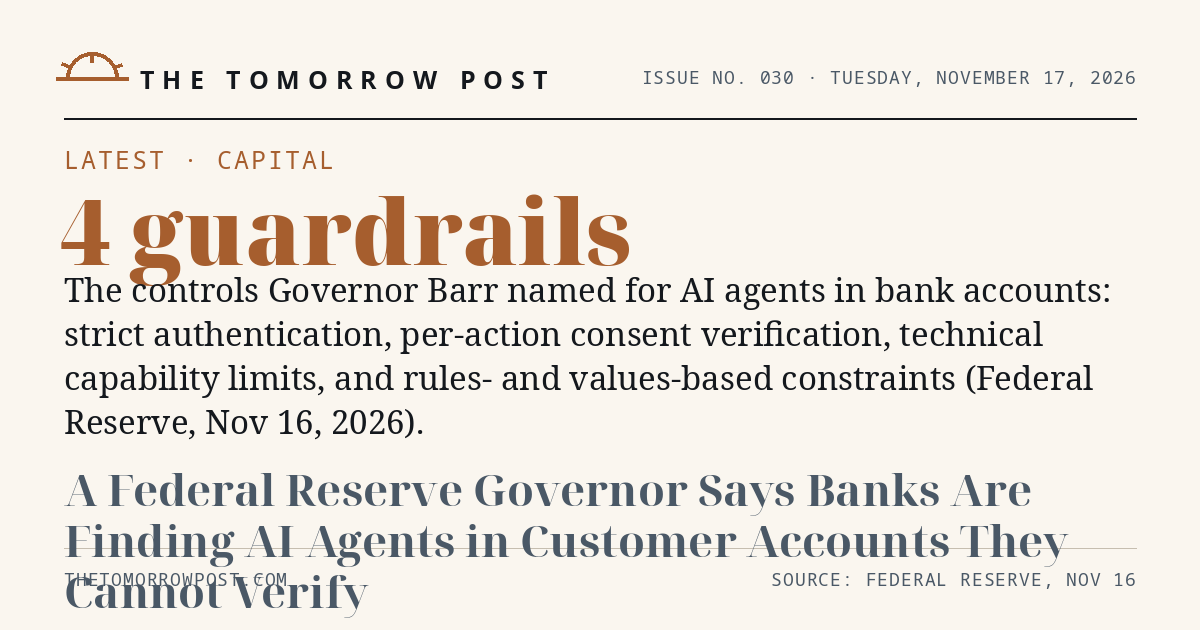 THE TOMORROW POST
ISSUE NO. 030 · TUESDAY, NOVEMBER 17, 2026
LATEST · CAPITAL
4 guardrails
The controls Governor Barr named for AI agents in bank accounts:
strict authentication, per-action consent verification, technical
capability limits, and rules- and values-based constraints (Federal
Reserve, Nov 16, 2026).
A Federal Reserve Governor Says Banks Are
Finding AI Agents in Customer Accounts They
Cannot Verify
THETOMORROWPOST.COM
SOURCE: FEDERAL RESERVE, NOV 16